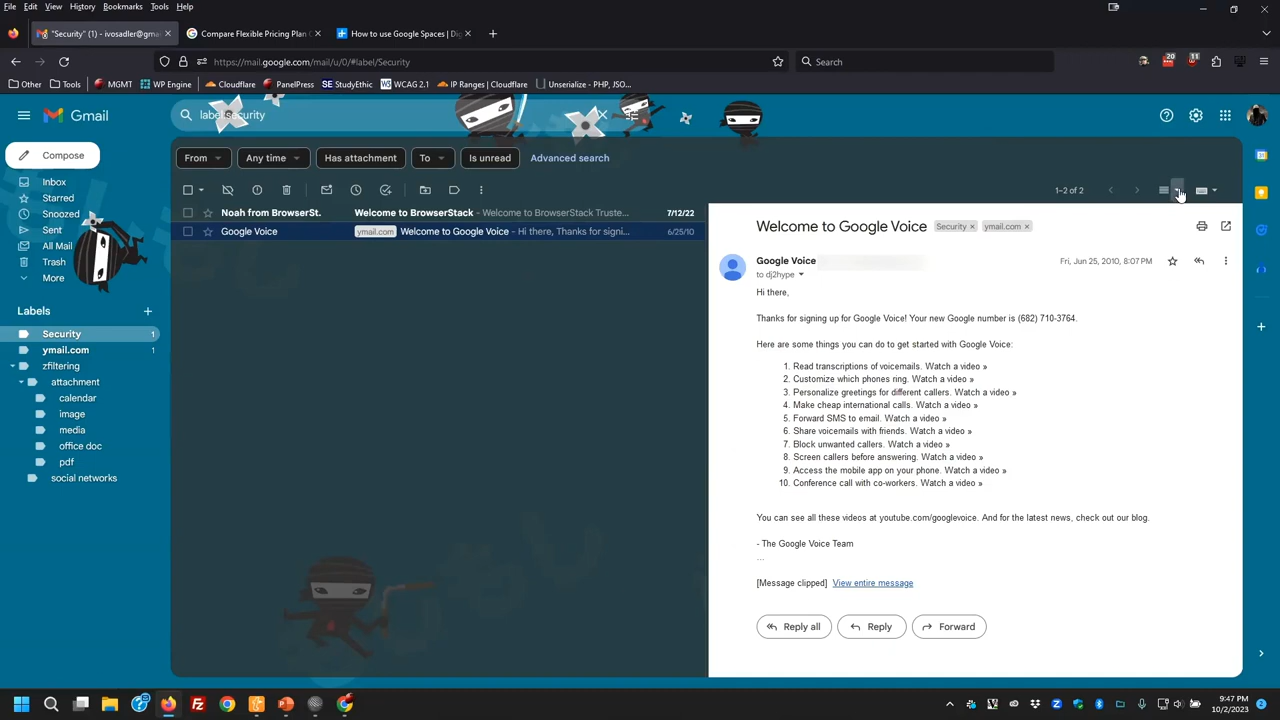 File Edit View History Bookmarks Tools Help
"Security" (1) - ivosadler@gma
Compare Flexible Pricing Plan O
How to use Google Spaces | Dig
https://mail.google.com/mail/u/0/#label/Security
Search
20
11
Other
Tools
MGMT
WP Engine
Cloudflare
PanelPress
SE StudyEthic
WCAG 2.1
IP Ranges | Cloudflare
Unserialize - PHP, JSO...
Gmail
label:security
Compose
From
Any time
Has attachment
To
Is unread
Advanced search
Inbox
Starred
Snoozed
Sent
All Mail
Trash
More
1–2 of 2
Noah from BrowserSt. Welcome to BrowserStack - Welcome to BrowserStack Truste... 7/12/22
Google Voice ymail.com Welcome to Google Voice - Hi there, Thanks for signi... 6/25/10
Labels
Security 1
ymail.com 1
zfiltering
attachment
calendar
image
media
office doc
pdf
social networks
Welcome to Google Voice Security × ymail.com ×
Google Voice
Fri, Jun 25, 2010, 8:07 PM
to dj2hype
Hi there,
Thanks for signing up for Google Voice! Your new Google number is (682) 710-3764.
Here are some things you can do to get started with Google Voice:
1. Read transcriptions of voicemails. Watch a video »
2. Customize which phones ring. Watch a video »
3. Personalize greetings for different callers. Watch a video »
4. Make cheap international calls. Watch a video »
5. Forward SMS to email. Watch a video »
6. Share voicemails with friends. Watch a video »
7. Block unwanted callers. Watch a video »
8. Screen callers before answering. Watch a video »
9. Access the mobile app on your phone. Watch a video »
10. Conference call with co-workers. Watch a video »
You can see all these videos at youtube.com/googlevoice. And for the latest news, check out our blog.
- The Google Voice Team
...
[Message clipped] View entire message
Reply all
Reply
Forward
9:47 PM
10/2/2023